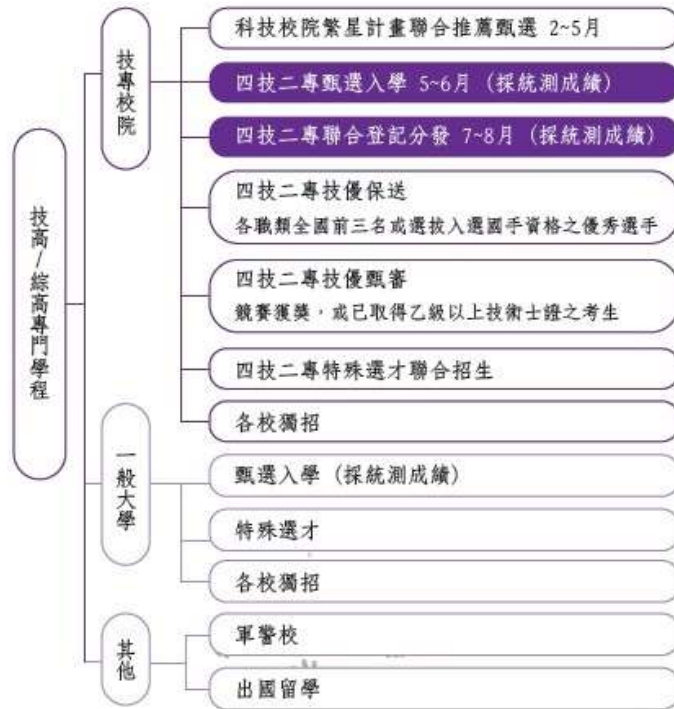 技高/綜高專門學程
技專校院
科技校院繁星計畫聯合推薦甄選 2~5月
四技二專甄選入學 5~6月 (採統測成績)
四技二專聯合登記分發 7~8月 (採統測成績)
四技二專技優保送
各職類全國前三名或選拔入選國手資格之優秀選手
四技二專技優甄審
競賽獲獎，或已取得乙級以上技術士證之考生
四技二專特殊選才聯合招生
各校獨招
一般大學
甄選入學 (採統測成績)
特殊選才
各校獨招
其他
軍警校
出國留學